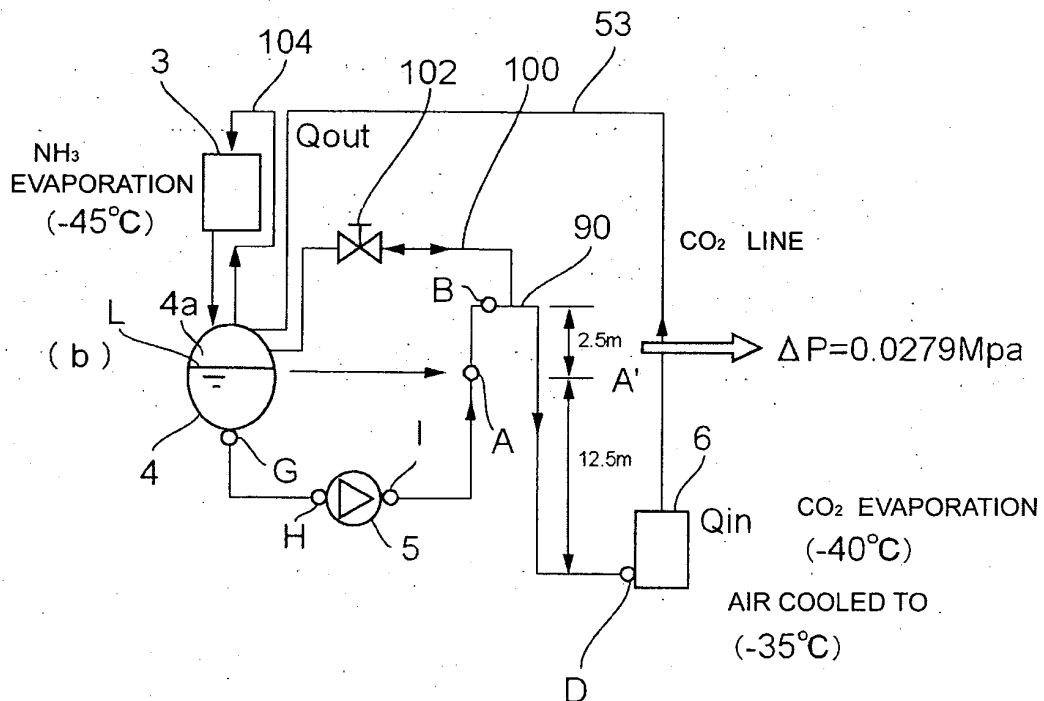 53
104
102
3
100
Qout
NH₃
EVAPORATION
(-45℃)
90
CO₂ LINE
B
4a
L
2.5m
(b)
ΔP=0.0279Mpa
A'
A
I
4
12.5m
6
G
Qin
CO₂ EVAPORATION
H
5
(-40℃)
AIR COOLED TO
(-35℃)
D